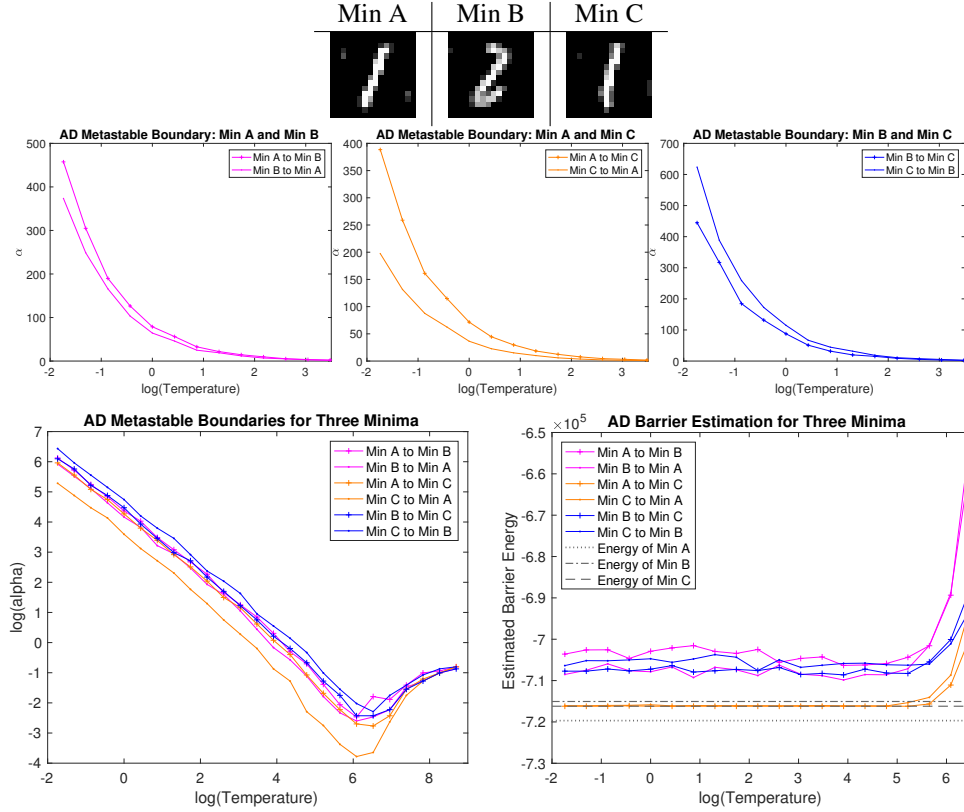 Min A Min B Min C
AD Metastable Boundary: Min A and Min B
500
400
300
200
100
0
α
-2 -1 0 1 2 3
log(Temperature)
Min A to Min B
Min B to Min A
AD Metastable Boundary: Min A and Min C
400
350
300
250
200
150
100
50
0
α
-2 -1 0 1 2 3
log(Temperature)
Min A to Min C
Min C to Min A
AD Metastable Boundary: Min B and Min C
700
600
500
400
300
200
100
0
α
-2 -1 0 1 2 3
log(Temperature)
Min B to Min C
Min C to Min B
AD Metastable Boundaries for Three Minima
7
6
5
4
3
2
1
0
-1
-2
-3
-4
log(alpha)
-2 0 2 4 6 8
log(Temperature)
Min A to Min B
Min B to Min A
Min A to Min C
Min C to Min A
Min B to Min C
Min C to Min B
AD Barrier Estimation for Three Minima
×10⁵
-6.5
-6.6
-6.7
-6.8
-6.9
-7
-7.1
-7.2
-7.3
Estimated Barrier Energy
-2 -1 0 1 2 3 4 5 6
log(Temperature)
Min A to Min B
Min B to Min A
Min A to Min C
Min C to Min A
Min B to Min C
Min C to Min B
Energy of Min A
Energy of Min B
Energy of Min C